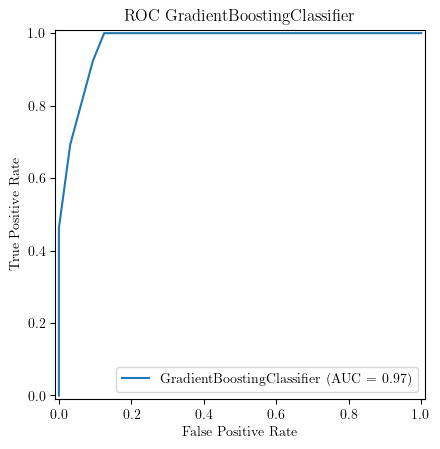 ROC GradientBoostingClassifier
1.0
0.8
0.6
0.4
0.2
0.0
True Positive Rate
GradientBoostingClassifier (AUC = 0.97)
0.0 0.2 0.4 0.6 0.8 1.0
False Positive Rate